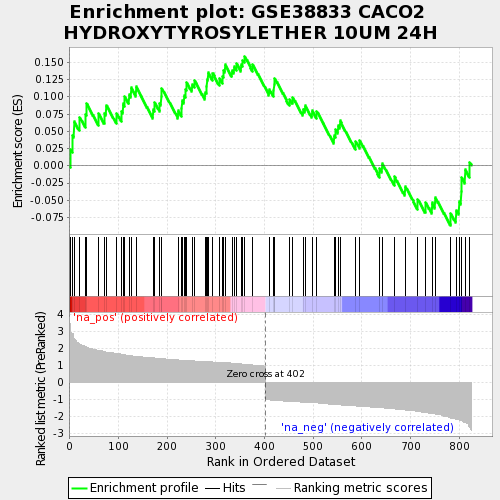 Enrichment plot: GSE38833 CACO2
HYDROXYTYROSYLETHER 10UM 24H
Enrichment score (ES)
0.150
0.125
0.100
0.075
0.050
0.025
0.000
-0.025
-0.050
-0.075
'na_pos' (positively correlated)
Ranked list metric (PreRanked)
4
3
2
1
0
-1
-2
-3
Zero cross at 402
'na_neg' (negatively correlated)
0 100 200 300 400 500 600 700 800
Rank in Ordered Dataset
Enrichment profile Hits Ranking metric scores